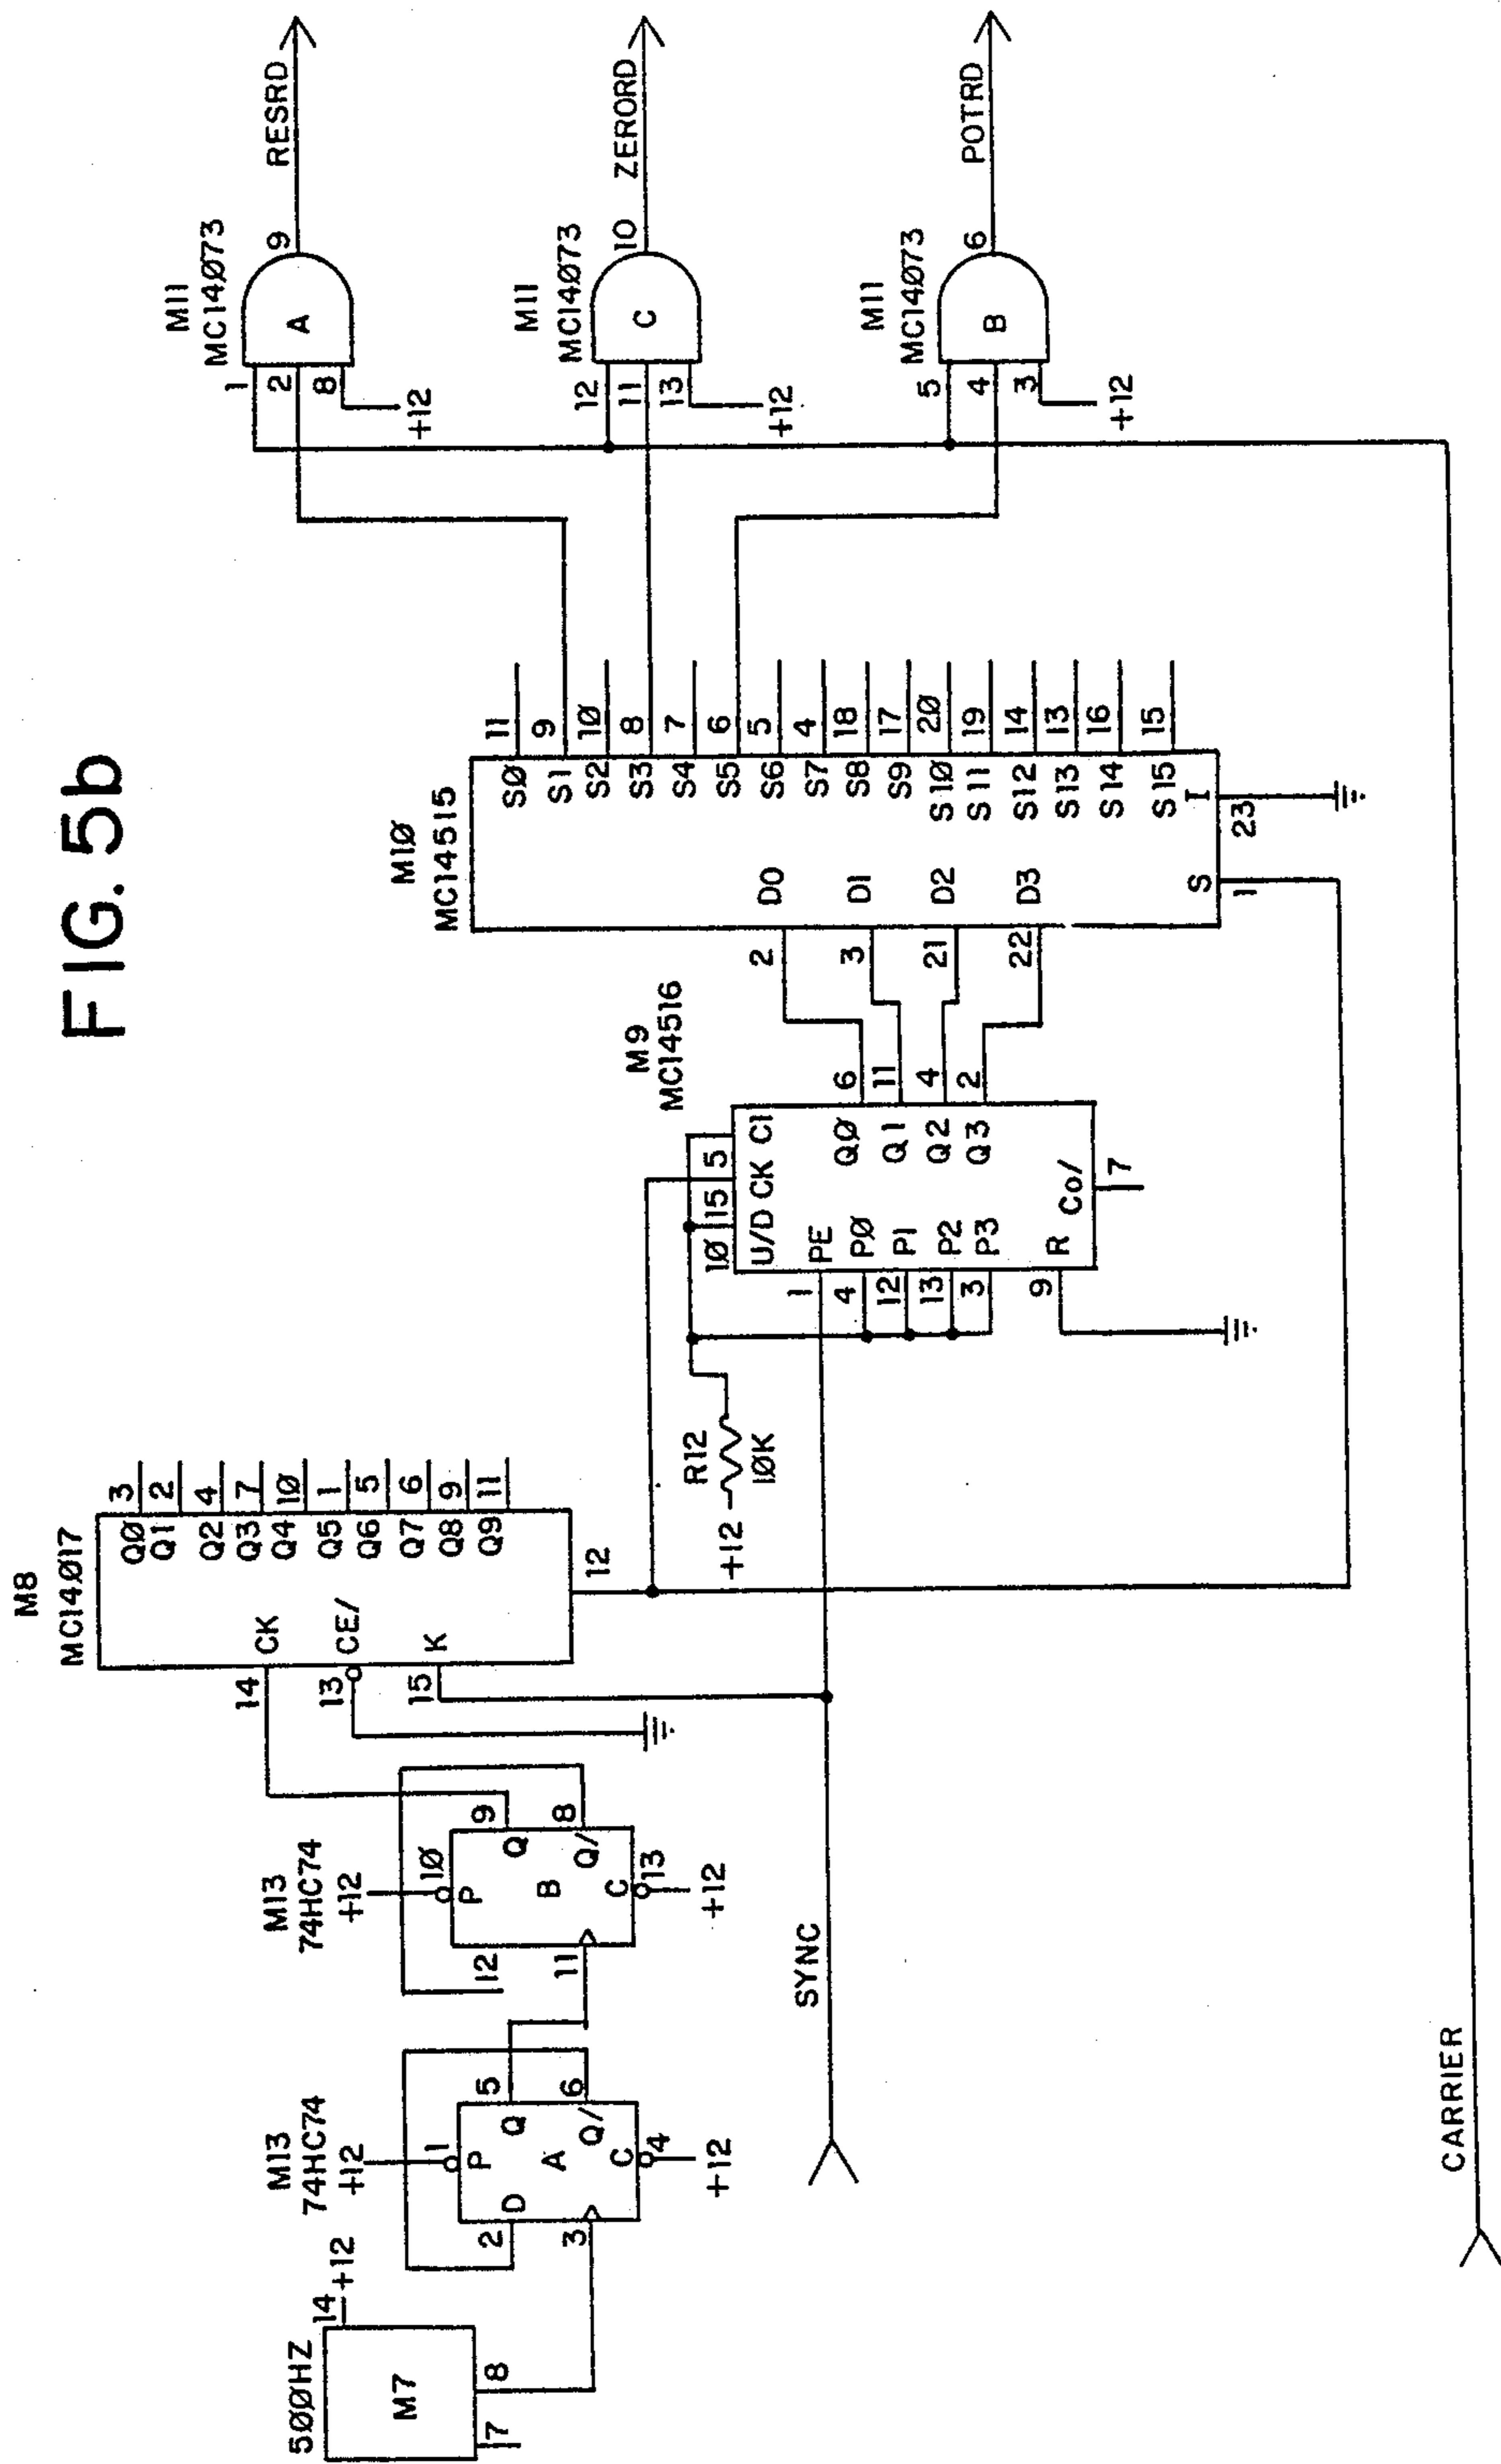 FIG. 5b
500HZ
M7
14
+12
7
8
M13
74HC74
+12
1
P
2
D
3
A
Q
5
Q/
6
C
4
+12
M13
74HC74
+12
10
P
12
11
B
Q
9
Q/
8
C
13
+12
M8
MC14017
14
CK
13
CE/
15
K
Q0
3
Q1
2
Q2
4
Q3
7
Q4
10
Q5
1
Q6
5
Q7
6
Q8
9
Q9
11
12
SYNC
+12
R12
10K
M9
MC14516
10
15
5
U/D CK CI
1
PE
4
P0
12
P1
13
P2
3
P3
9
R
Co/
7
Q0
6
Q1
11
Q2
4
Q3
2
M10
MC14515
2
D0
3
D1
21
D2
22
D3
S
1
I
23
S0
11
S1
9
S2
10
S3
8
S4
7
S5
6
S6
5
S7
4
S8
18
S9
17
S10
20
S11
19
S12
14
S13
13
S14
16
S15
15
M11
MC14073
1
2
8
+12
A
9
RESRD
M11
MC14073
12
11
13
+12
C
10
ZERORD
M11
MC14073
5
4
3
+12
B
6
POTRD
CARRIER